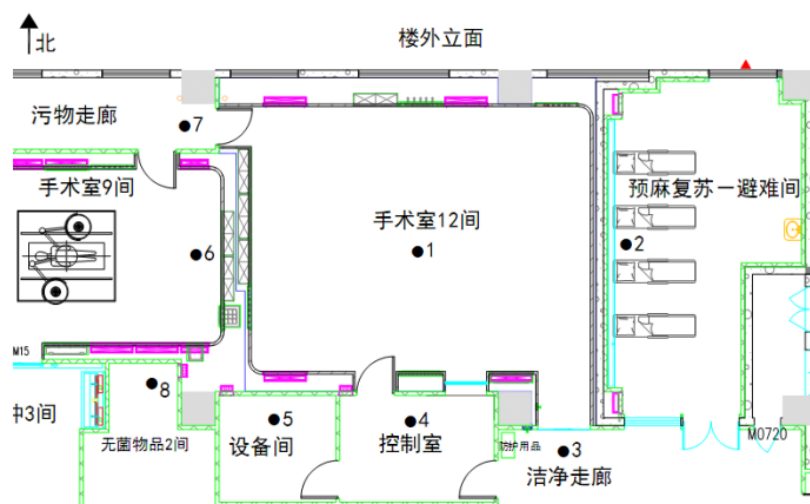 北
楼外立面
污物走廊
●7
手术室9间
手术室12间
预麻复苏－避难间
●6
●1
●2
M15
●8
●5
●4
冲3间
无菌物品2间
设备间
控制室
防护用品
●3
洁净走廊
M0720